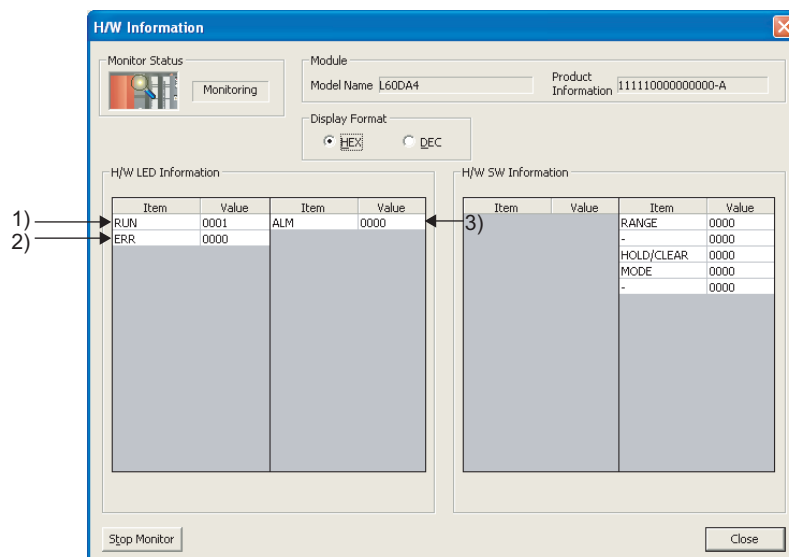 H/W Information
Monitor Status
Monitoring
Module
Model Name L60DA4
Product Information 111110000000000-A
Display Format
HEX DEC
H/W LED Information
Item Value Item Value
1) RUN 0001 ALM 0000 3)
2) ERR 0000
H/W SW Information
Item Value Item Value
RANGE 0000
- 0000
HOLD/CLEAR 0000
MODE 0000
- 0000
Stop Monitor
Close